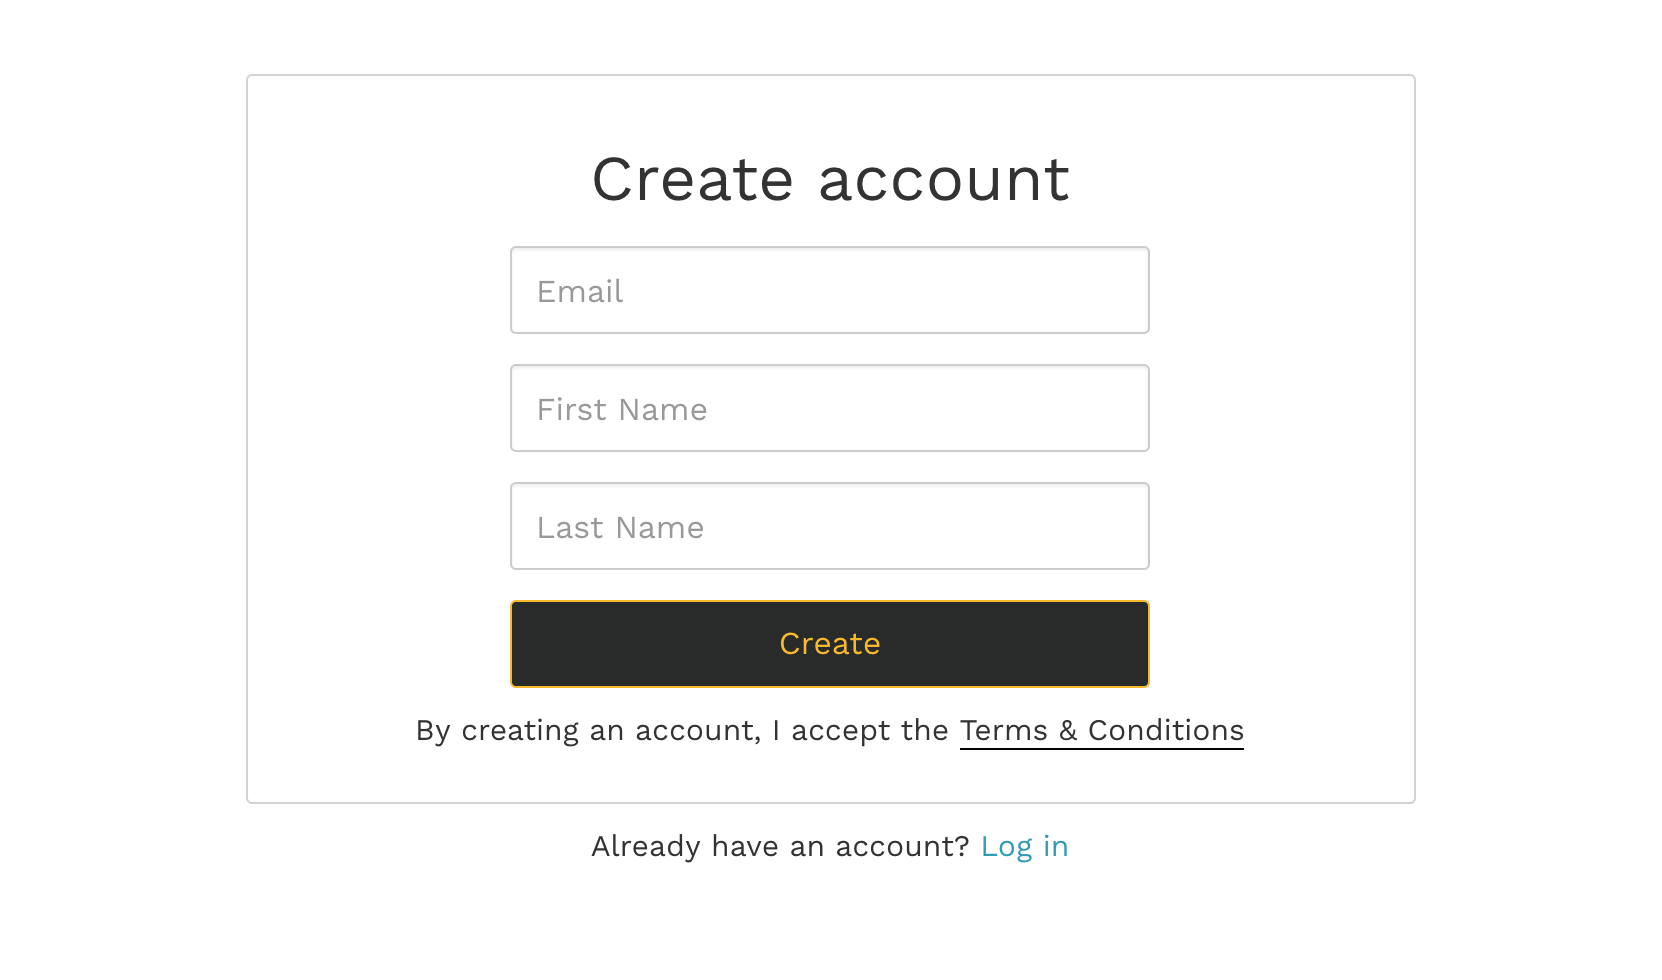 Create account
Email
First Name
Last Name
Create
By creating an account, I accept the Terms & Conditions
Already have an account? Log in